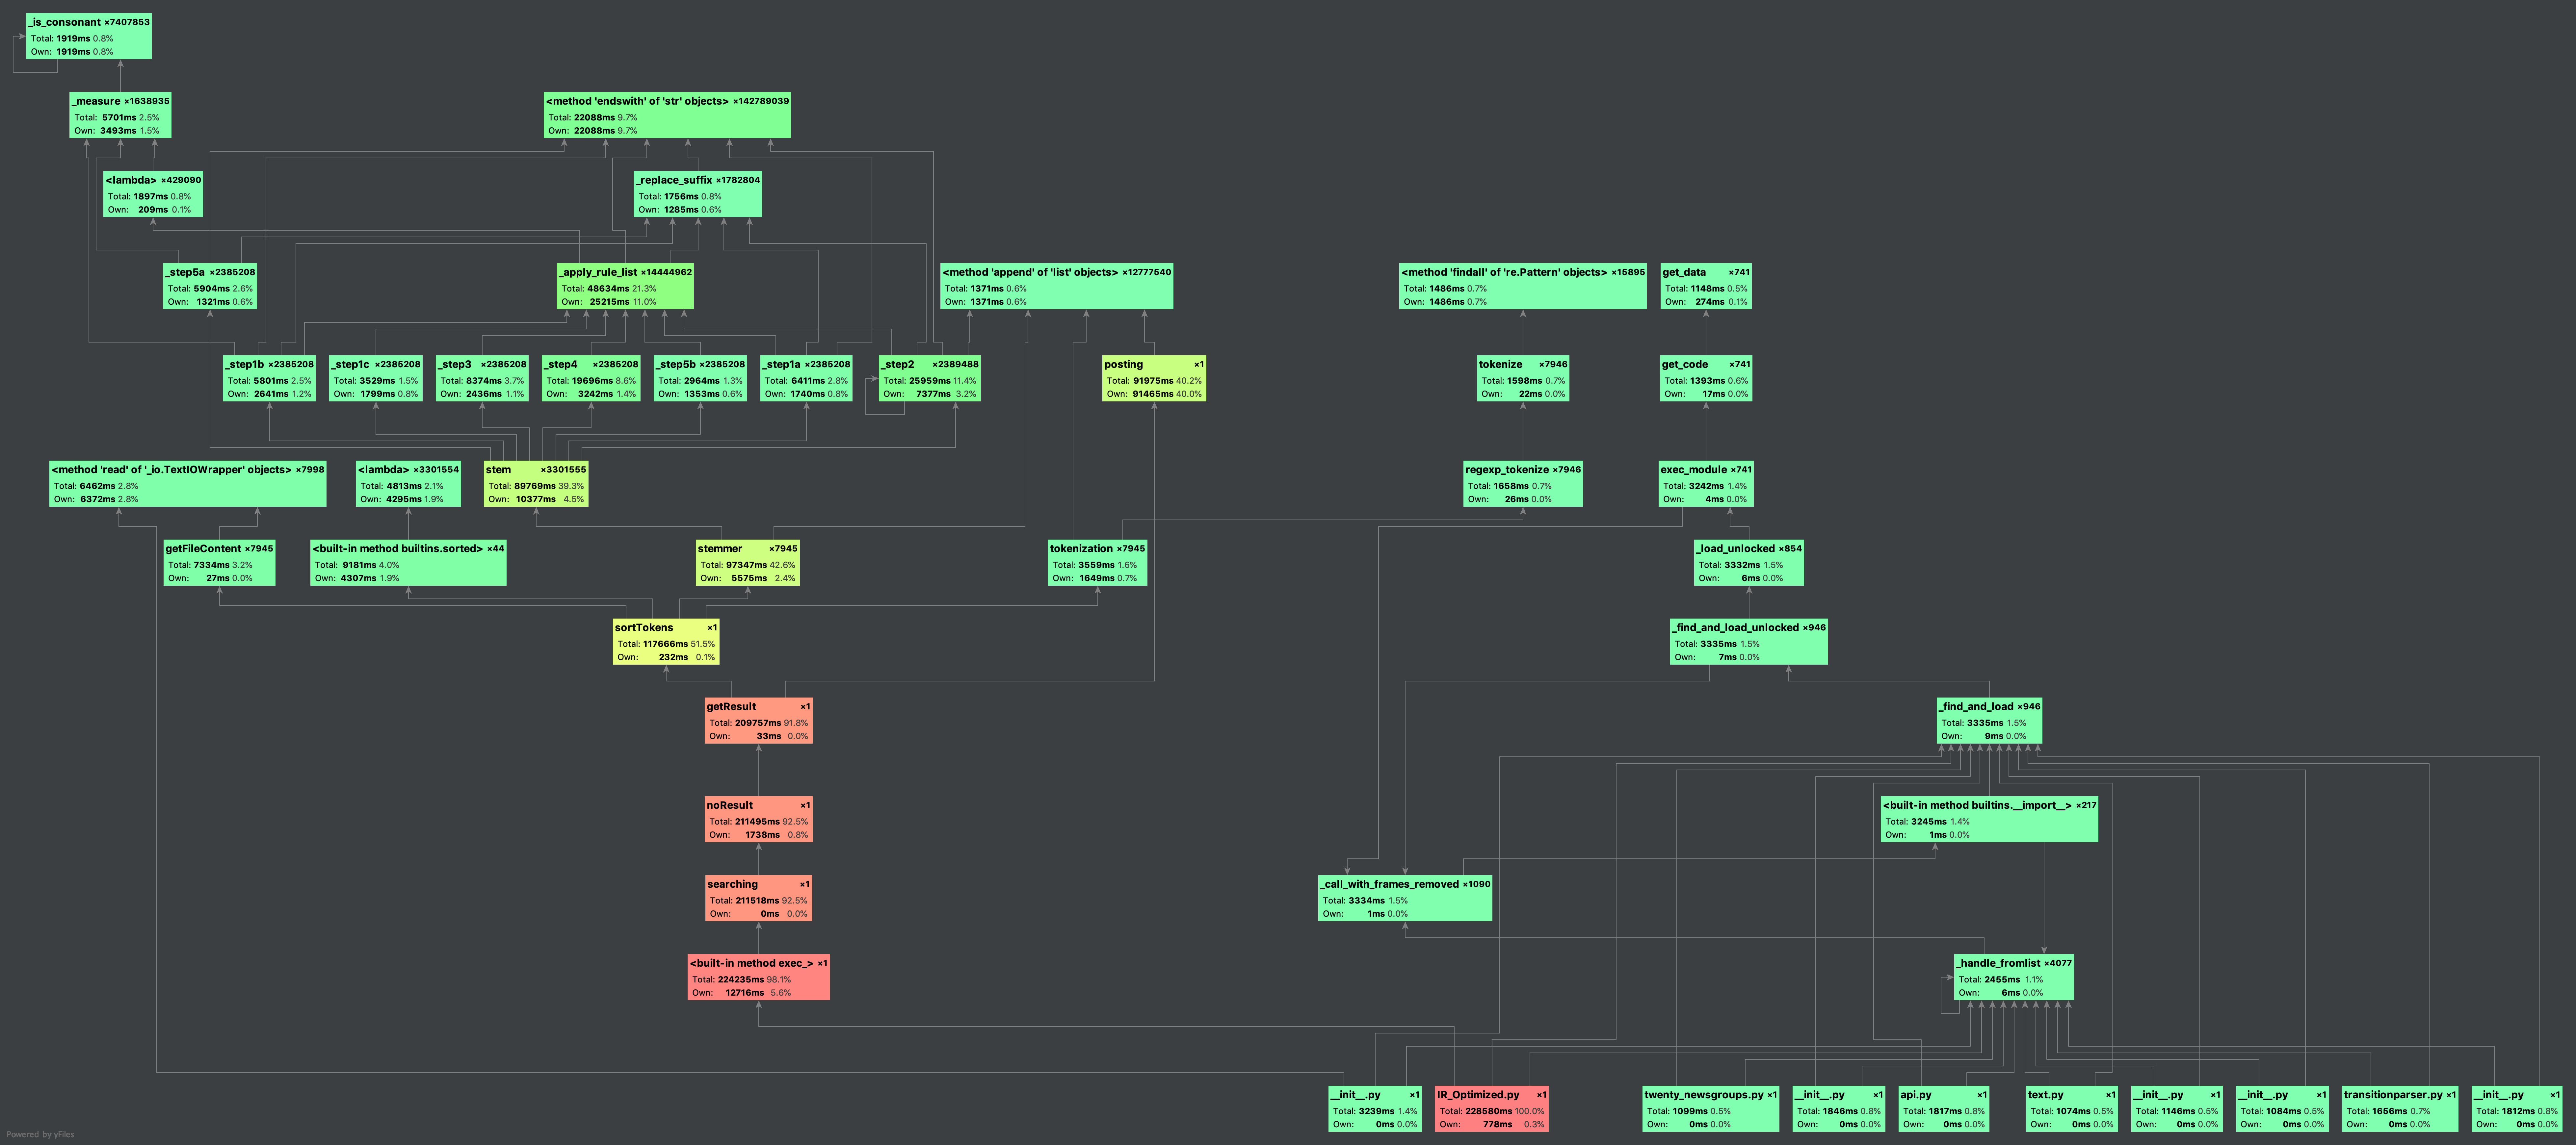 _is_consonant ×7407853
Total: 1919ms 0.8%
Own: 1919ms 0.8%
_measure ×1638935
Total: 5701ms 2.5%
Own: 3493ms 1.5%
<method 'endswith' of 'str' objects> ×142789039
Total: 22088ms 9.7%
Own: 22088ms 9.7%
<lambda> ×429090
Total: 1897ms 0.8%
Own: 209ms 0.1%
_replace_suffix ×1782804
Total: 1756ms 0.8%
Own: 1285ms 0.6%
_step5a ×2385208
Total: 5904ms 2.6%
Own: 1321ms 0.6%
_apply_rule_list ×14444962
Total: 48634ms 21.3%
Own: 25215ms 11.0%
<method 'append' of 'list' objects> ×12777540
Total: 1371ms 0.6%
Own: 1371ms 0.6%
<method 'findall' of 're.Pattern' objects> ×15895
Total: 1486ms 0.7%
Own: 1486ms 0.7%
get_data ×741
Total: 1148ms 0.5%
Own: 274ms 0.1%
_step1b ×2385208
Total: 5801ms 2.5%
Own: 2641ms 1.2%
_step1c ×2385208
Total: 3529ms 1.5%
Own: 1799ms 0.8%
_step3 ×2385208
Total: 8374ms 3.7%
Own: 2436ms 1.1%
_step4 ×2385208
Total: 19696ms 8.6%
Own: 3242ms 1.4%
_step5b ×2385208
Total: 2964ms 1.3%
Own: 1353ms 0.6%
_step1a ×2385208
Total: 6411ms 2.8%
Own: 1740ms 0.8%
_step2 ×2389488
Total: 25959ms 11.4%
Own: 7377ms 3.2%
posting ×1
Total: 91975ms 40.2%
Own: 91465ms 40.0%
tokenize ×7946
Total: 1598ms 0.7%
Own: 22ms 0.0%
get_code ×741
Total: 1393ms 0.6%
Own: 17ms 0.0%
<method 'read' of '_io.TextIOWrapper' objects> ×7998
Total: 6462ms 2.8%
Own: 6372ms 2.8%
<lambda> ×3301554
Total: 4813ms 2.1%
Own: 4295ms 1.9%
stem ×3301555
Total: 89769ms 39.3%
Own: 10377ms 4.5%
regexp_tokenize ×7946
Total: 1658ms 0.7%
Own: 26ms 0.0%
exec_module ×741
Total: 3242ms 1.4%
Own: 4ms 0.0%
getFileContent ×7945
Total: 7334ms 3.2%
Own: 27ms 0.0%
<built-in method builtins.sorted> ×44
Total: 9181ms 4.0%
Own: 4307ms 1.9%
stemmer ×7945
Total: 97347ms 42.6%
Own: 5575ms 2.4%
tokenization ×7945
Total: 3559ms 1.6%
Own: 1649ms 0.7%
_load_unlocked ×854
Total: 3332ms 1.5%
Own: 6ms 0.0%
sortTokens ×1
Total: 117666ms 51.5%
Own: 232ms 0.1%
_find_and_load_unlocked ×946
Total: 3335ms 1.5%
Own: 7ms 0.0%
getResult ×1
Total: 209757ms 91.8%
Own: 33ms 0.0%
_find_and_load ×946
Total: 3335ms 1.5%
Own: 9ms 0.0%
noResult ×1
Total: 211495ms 92.5%
Own: 1738ms 0.8%
<built-in method builtins.__import__> ×217
Total: 3245ms 1.4%
Own: 1ms 0.0%
searching ×1
Total: 211518ms 92.5%
Own: 0ms 0.0%
_call_with_frames_removed ×1090
Total: 3334ms 1.5%
Own: 1ms 0.0%
<built-in method exec_> ×1
Total: 224235ms 98.1%
Own: 12716ms 5.6%
_handle_fromlist ×4077
Total: 2455ms 1.1%
Own: 6ms 0.0%
__init__.py ×1
Total: 3239ms 1.4%
Own: 0ms 0.0%
IR_Optimized.py ×1
Total: 228580ms 100.0%
Own: 778ms 0.3%
twenty_newsgroups.py ×1
Total: 1099ms 0.5%
Own: 0ms 0.0%
__init__.py ×1
Total: 1846ms 0.8%
Own: 0ms 0.0%
api.py ×1
Total: 1817ms 0.8%
Own: 0ms 0.0%
text.py ×1
Total: 1074ms 0.5%
Own: 0ms 0.0%
__init__.py ×1
Total: 1146ms 0.5%
Own: 0ms 0.0%
__init__.py ×1
Total: 1084ms 0.5%
Own: 0ms 0.0%
transitionparser.py ×1
Total: 1656ms 0.7%
Own: 0ms 0.0%
__init__.py ×1
Total: 1812ms 0.8%
Own: 0ms 0.0%
Powered by yFiles